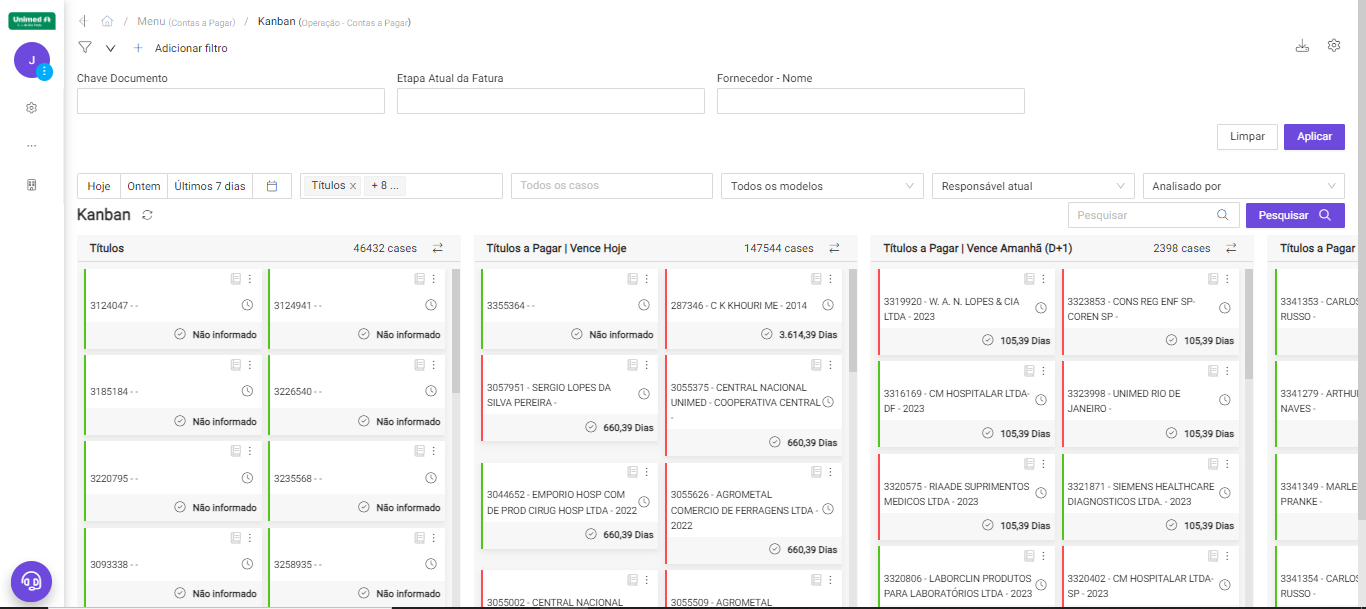 Unimed
/ Menu (Contas a Pagar) / Kanban (Operação - Contas a Pagar)
J
+ Adicionar filtro
Chave Documento
Etapa Atual da Fatura
Fornecedor - Nome
Limpar
Aplicar
Hoje
Ontem
Últimos 7 dias
Títulos x
+ 8 ...
Todos os casos
Todos os modelos
Responsável atual
Analisado por
Kanban
Pesquisar
Pesquisar
Títulos
46432 cases
3124047 - -
Não informado
3124941 - -
Não informado
3185184 - -
Não informado
3226540 - -
Não informado
3220795 - -
Não informado
3235568 - -
Não informado
3093338 - -
Não informado
3258935 - -
Não informado
Títulos a Pagar | Vence Hoje
147544 cases
3355364 - -
Não informado
287346 - C K KHOURI ME - 2014
3.614,39 Dias
3057951 - SERGIO LOPES DA
SILVA PEREIRA -
660,39 Dias
3055375 - CENTRAL NACIONAL
UNIMED - COOPERATIVA CENTRAL
-
660,39 Dias
3044652 - EMPORIO HOSP COM
DE PROD CIRUG HOSP LTDA - 2022
660,39 Dias
3055626 - AGROMETAL
COMERCIO DE FERRAGENS LTDA -
2022
660,39 Dias
3055002 - CENTRAL NACIONAL
3055509 - AGROMETAL
Títulos a Pagar | Vence Amanhã (D+1)
2398 cases
3319920 - W. A. N. LOPES & CIA
LTDA - 2023
105,39 Dias
3323853 - CONS REG ENF SP-
COREN SP -
105,39 Dias
3316169 - CM HOSPITALAR LTDA-
DF - 2023
105,39 Dias
3323998 - UNIMED RIO DE
JANEIRO -
105,39 Dias
3320575 - RIAADE SUPRIMENTOS
MEDICOS LTDA - 2023
105,39 Dias
3321871 - SIEMENS HEALTHCARE
DIAGNOSTICOS LTDA. - 2023
105,39 Dias
3320806 - LABORCLIN PRODUTOS
PARA LABORATÓRIOS LTDA - 2023
3320402 - CM HOSPITALAR LTDA-
SP - 2023
Títulos a Pagar
3341353 - CARLOS
RUSSO -
3341279 - ARTHU
NAVES -
3341349 - MARLE
PRANKE -
3341354 - CARLOS
RUSSO -